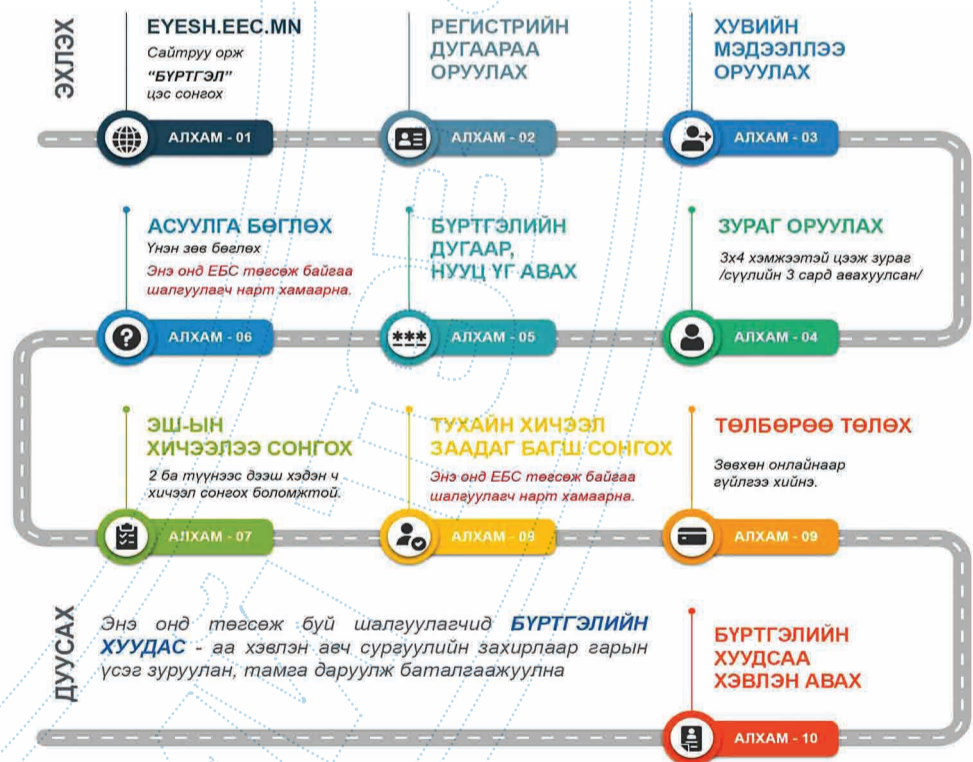 ЭХЛЭХ
EYESH.EEC.MN
Сайтруу орж
“БҮРТГЭЛ”
цэс сонгох
АЛХАМ - 01
РЕГИСТРИЙН
ДУГААРАА
ОРУУЛАХ
АЛХАМ - 02
ХУВИЙН
МЭДЭЭЛЛЭЭ
ОРУУЛАХ
АЛХАМ - 03
ЗУРАГ ОРУУЛАХ
3x4 хэмжээтэй цээж зураг
/сүүлийн 3 сард авахуулсан/
АЛХАМ - 04
БҮРТГЭЛИЙН
ДУГААР,
НУУЦ ҮГ АВАХ
***
АЛХАМ - 05
АСУУЛГА БӨГЛӨХ
Үнэн зөв бөглөх
Энэ онд ЕБС төгсөж байгаа
шалгуулагч нарт хамаарна.
?
АЛХАМ - 06
ЭШ-ЫН
ХИЧЭЭЛЭЭ СОНГОХ
2 ба түүнээс дээш хэдэн ч
хичээл сонгох боломжтой.
АЛХАМ - 07
ТУХАЙН ХИЧЭЭЛ
ЗААДАГ БАГШ СОНГОХ
Энэ онд ЕБС төгсөж байгаа
шалгуулагч нарт хамаарна.
ТӨЛБӨРӨӨ ТӨЛӨХ
Зөвхөн онлайнаар
гүйлгээ хийнэ.
АЛХАМ - 09
БҮРТГЭЛИЙН
ХУУДСАА
ХЭВЛЭН АВАХ
АЛХАМ - 10
ДУУСАХ
Энэ онд төгсөж буй шалгуулагчид БҮРТГЭЛИЙН
ХУУДАС - аа хэвлэн авч сургуулийн захирлаар гарын
үсэг зуруулан, тамга даруулж баталгаажуулна